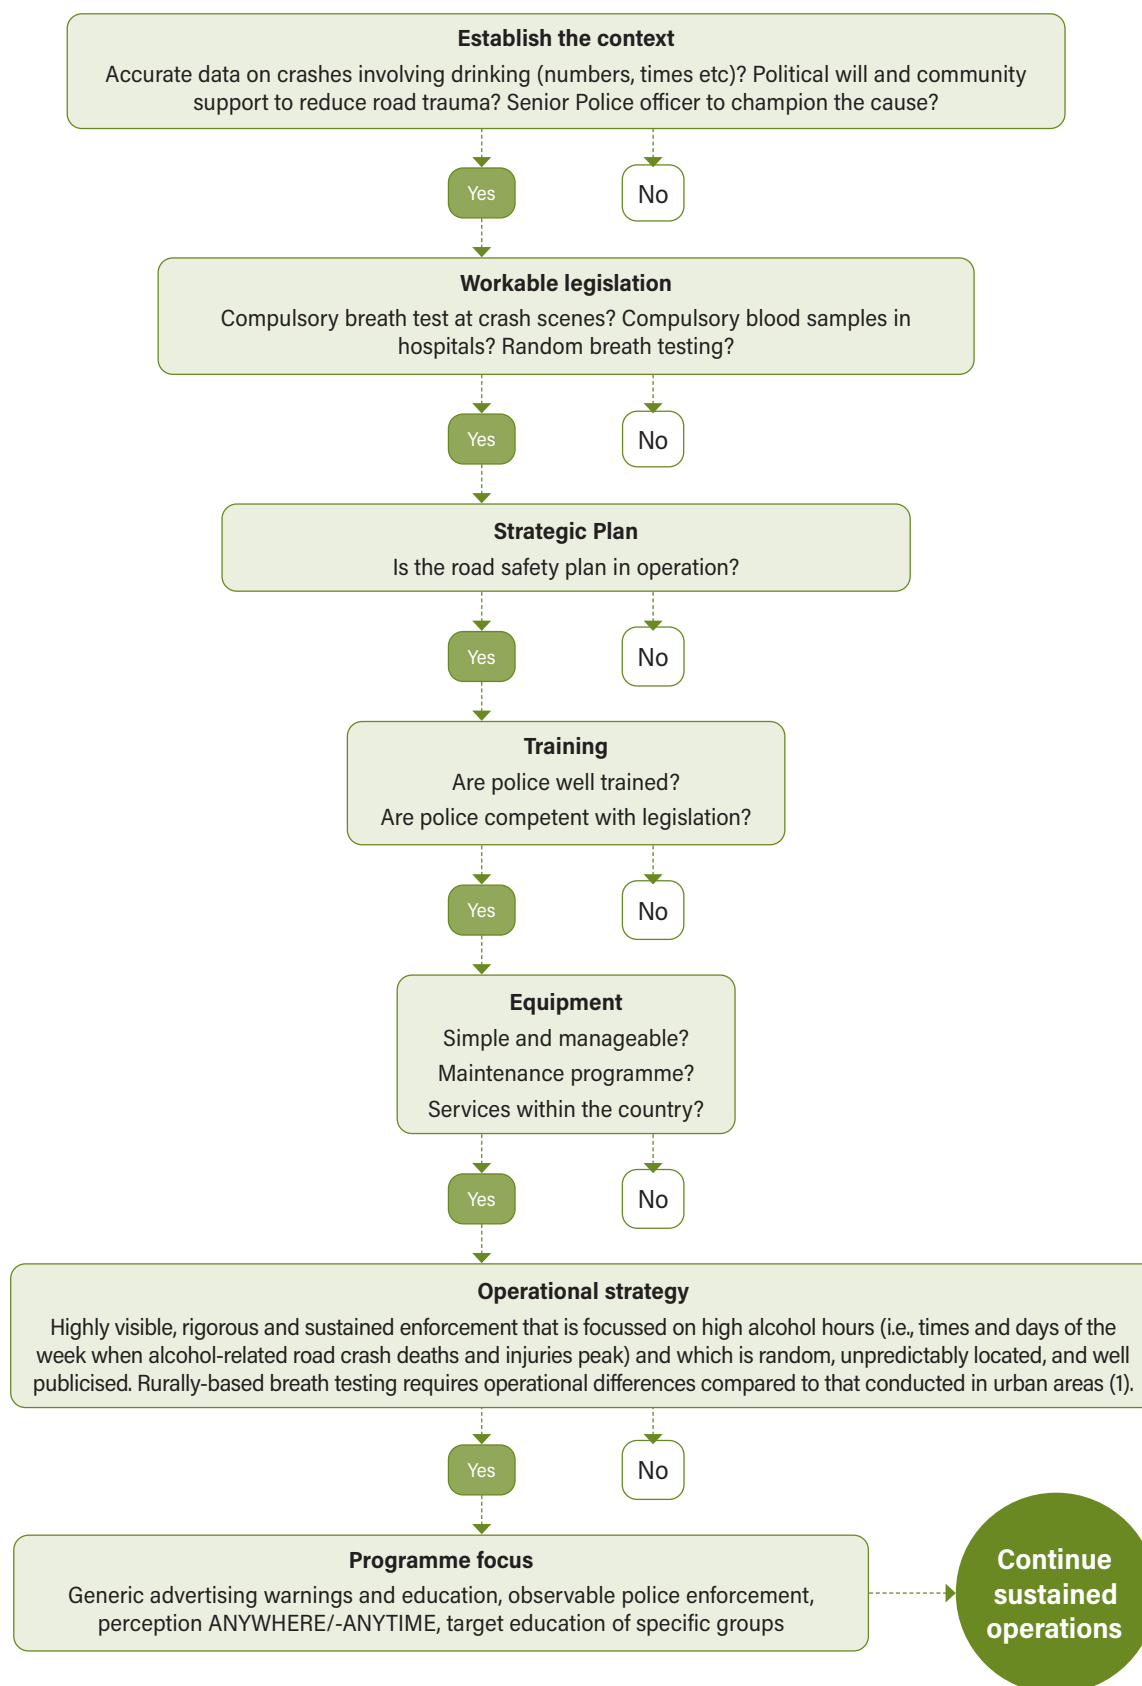 Establish the context
Accurate data on crashes involving drinking (numbers, times etc)? Political will and community
support to reduce road trauma? Senior Police officer to champion the cause?
Yes
No
Workable legislation
Compulsory breath test at crash scenes? Compulsory blood samples in
hospitals? Random breath testing?
Yes
No
Strategic Plan
Is the road safety plan in operation?
Yes
No
Training
Are police well trained?
Are police competent with legislation?
Yes
No
Equipment
Simple and manageable?
Maintenance programme?
Services within the country?
Yes
No
Operational strategy
Highly visible, rigorous and sustained enforcement that is focussed on high alcohol hours (i.e., times and days of the
week when alcohol-related road crash deaths and injuries peak) and which is random, unpredictably located, and well
publicised. Rurally-based breath testing requires operational differences compared to that conducted in urban areas (1).
Yes
No
Programme focus
Generic advertising warnings and education, observable police enforcement,
perception ANYWHERE/-ANYTIME, target education of specific groups
Continue
sustained
operations